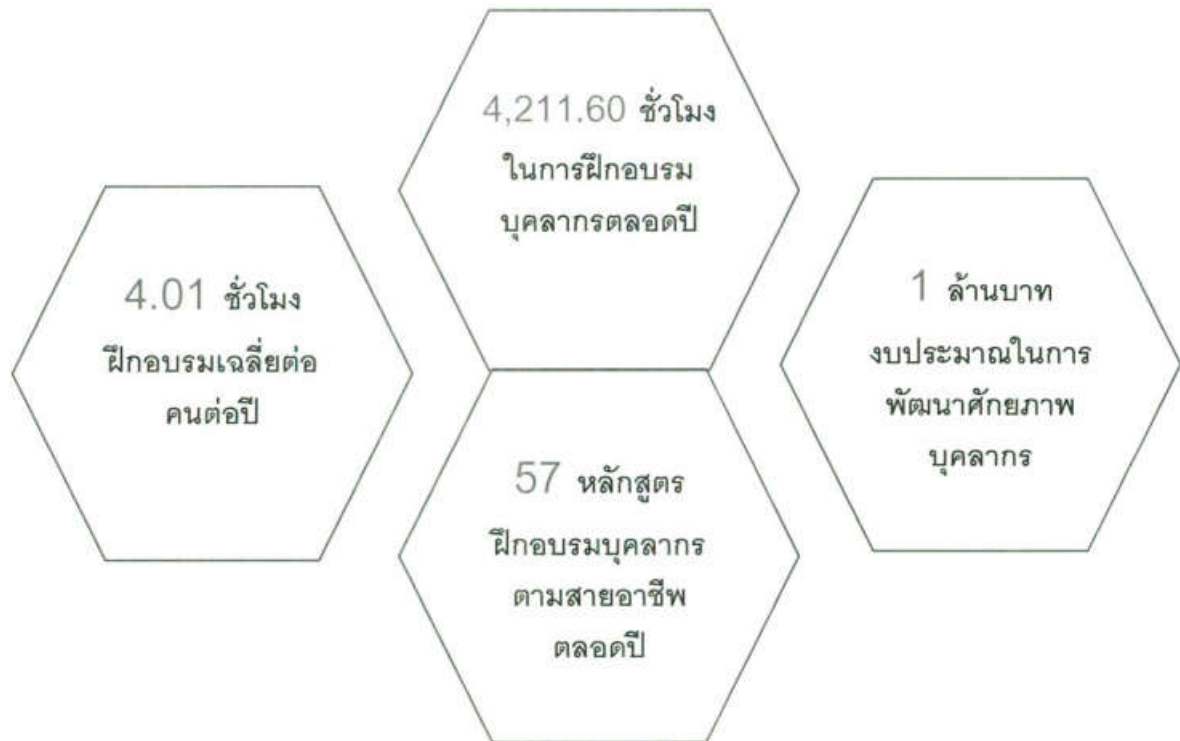 4,211.60 ชั่วโมง
ในการฝึกอบรม
บุคลากรตลอดปี
4.01 ชั่วโมง
ฝึกอบรมเฉลี่ยต่อ
คนต่อปี
1 ล้านบาท
งบประมาณในการ
พัฒนาศักยภาพ
บุคลากร
57 หลักสูตร
ฝึกอบรมบุคลากร
ตามสายอาชีพ
ตลอดปี